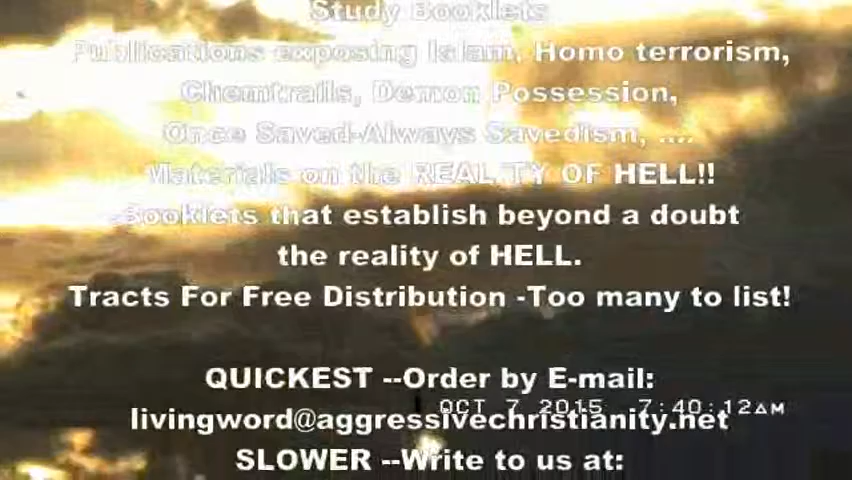 Study Booklets
Publications exposing Islam, Homo terrorism,
Chemtrails, Demon Possession,
Once Saved-Always Savedism, ....
Materials on the REALITY OF HELL!!
Booklets that establish beyond a doubt
the reality of HELL.
Tracts For Free Distribution -Too many to list!
QUICKEST --Order by E-mail:
OCT 7 2015 7:40:12AM
livingword@aggressivechristianity.net
SLOWER --Write to us at: